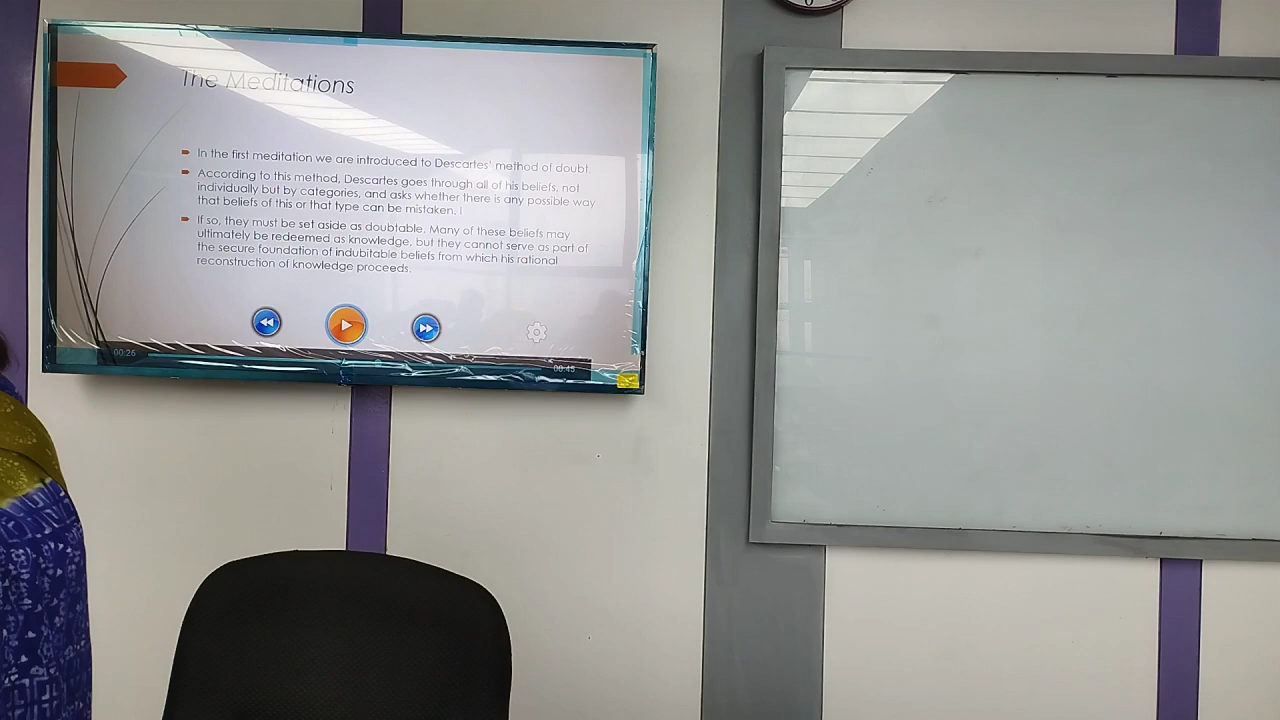 The Meditations
In the first meditation we are introduced to Descartes' method of doubt.
According to this method, Descartes goes through all of his beliefs, not
individually but by categories, and asks whether there is any possible way
that beliefs of this or that type can be mistaken. I
If so, they must be set aside as doubtable. Many of these beliefs may
ultimately be redeemed as knowledge, but they cannot serve as part of
the secure foundation of indubitable beliefs from which his rational
reconstruction of knowledge proceeds.
00:26
00:45
6